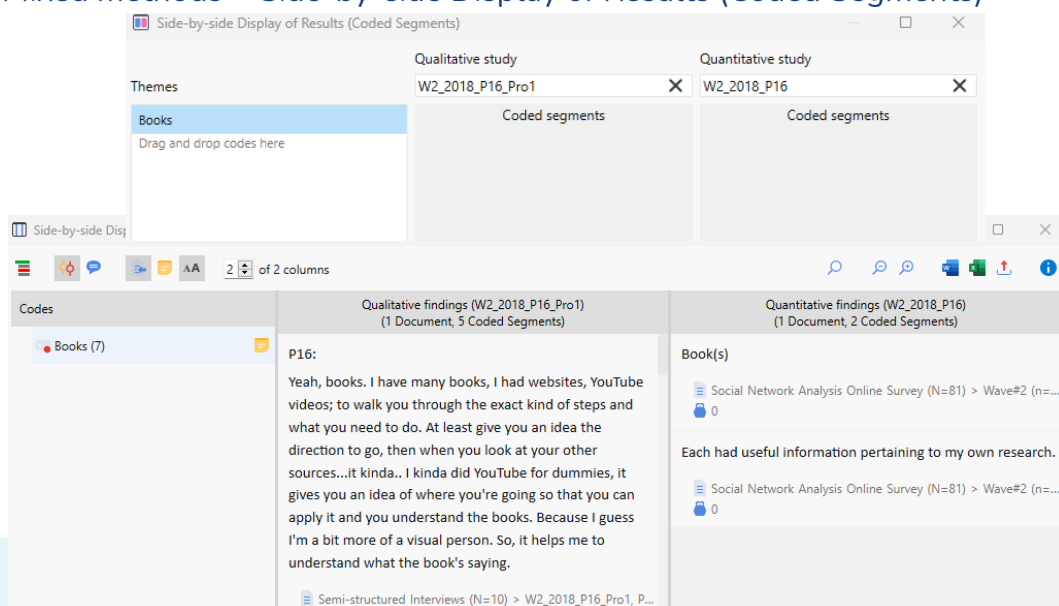 Mixed Methods – Side-by-Side Display of Results (Coded Segments)
Side-by-side Display of Results (Coded Segments)
Qualitative study
Quantitative study
Themes
W2_2018_P16_Pro1
W2_2018_P16
Books
Coded segments
Coded segments
Drag and drop codes here
Side-by-side
2 of 2 columns
Codes
Qualitative findings (W2_2018_P16_Pro1)
(1 Document, 5 Coded Segments)
Quantitative findings (W2_2018_P16)
(1 Document, 2 Coded Segments)
Books (7)
P16:
Yeah, books. I have many books, I had websites, YouTube
videos; to walk you through the exact kind of steps and
what you need to do. At least give you an idea the
direction to go, then when you look at your other
sources...it kinda.. I kinda did YouTube for dummies, it
gives you an idea of where you're going so that you can
apply it and you understand the books. Because I guess
I'm a bit more of a visual person. So, it helps me to
understand what the book's saying.
Semi-structured Interviews (N=10) > W2_2018_P16_Pro1, P...
Book(s)
Social Network Analysis Online Survey (N=81) > Wave#2 (n=...
0
Each had useful information pertaining to my own research.
Social Network Analysis Online Survey (N=81) > Wave#2 (n=...
0